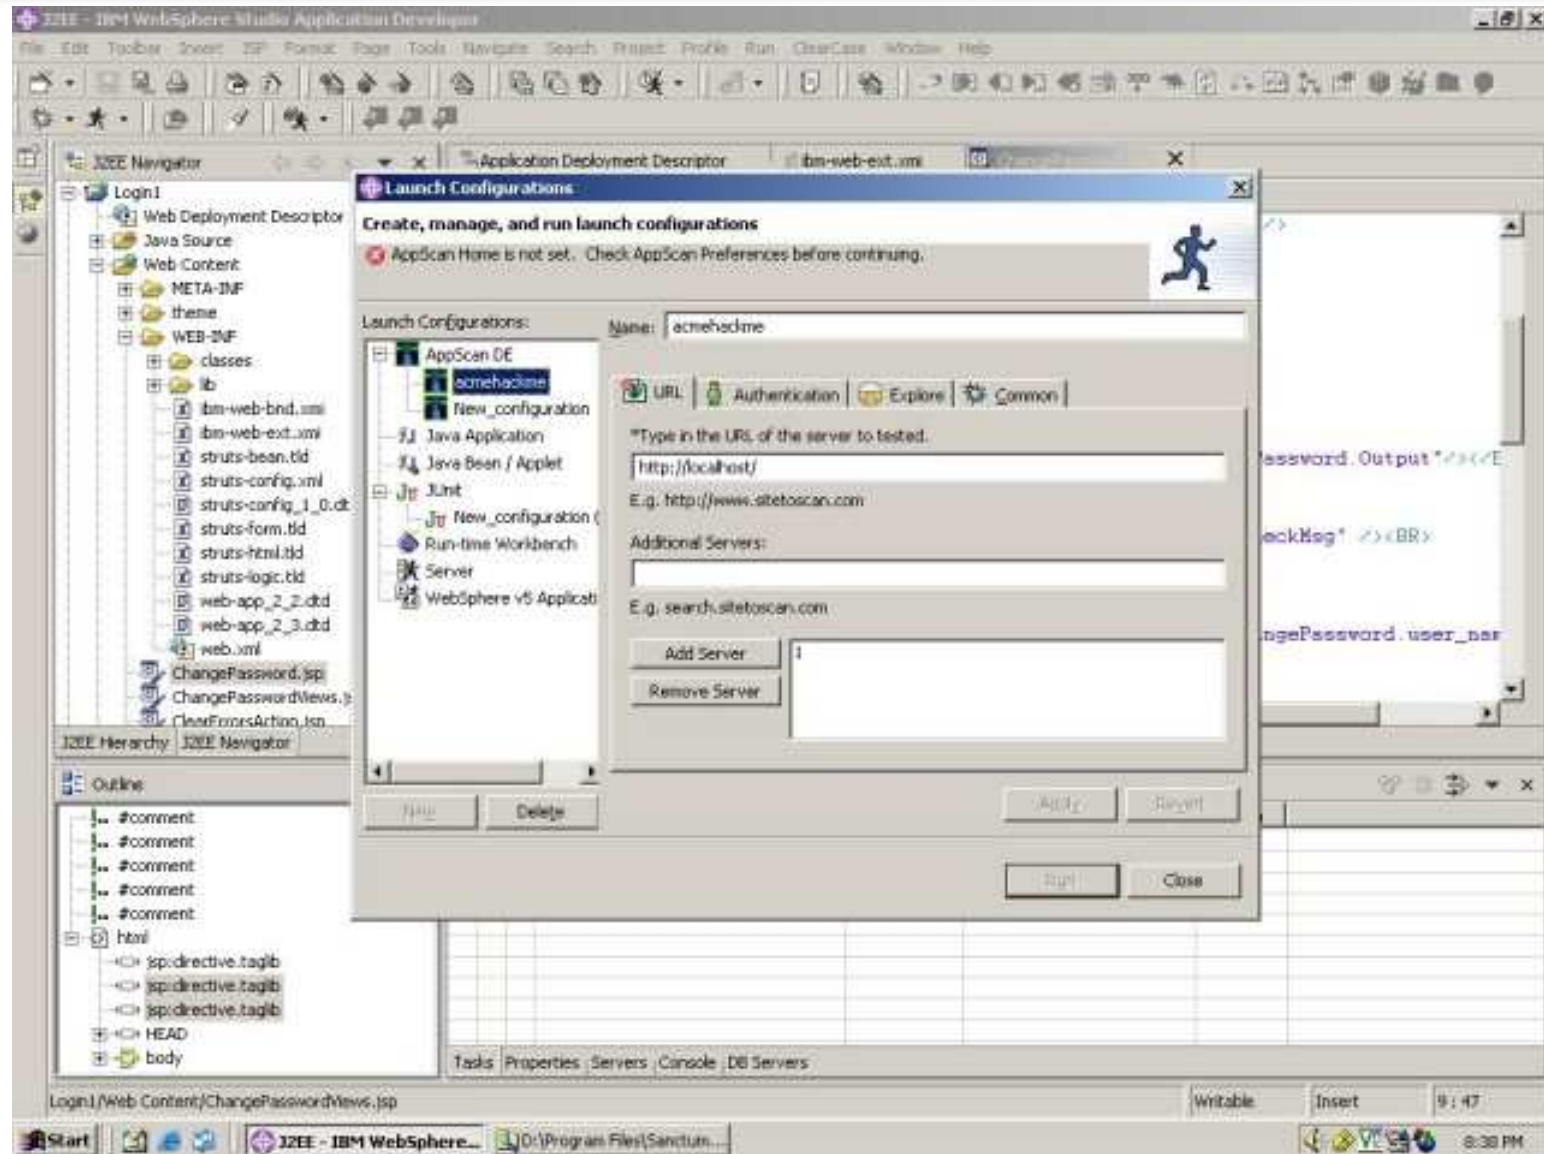 J2EE - IBM WebSphere Studio Application Developer
File Edit Toolbar Insert JSP Format Page Tools Navigate Search Project Profile Run ClearCase Window Help
J2EE Navigator
Application Deployment Descriptor
ibm-web-ext.xmi
Login1
Web Deployment Descriptor
Java Source
Web Content
META-INF
theme
WEB-INF
classes
lib
ibm-web-bnd.xmi
ibm-web-ext.xmi
struts-bean.tld
struts-config.xml
struts-config_1_0.dt
struts-form.tld
struts-html.tld
struts-logic.tld
web-app_2_2.dtd
web-app_2_3.dtd
web.xml
ChangePassword.jsp
ChangePasswordViews.js
ClearErrorsAction.jsp
J2EE Hierarchy J2EE Navigator
Launch Configurations
Create, manage, and run launch configurations
AppScan Home is not set. Check AppScan Preferences before continuing.
Launch Configurations:
AppScan DE
acmehackme
New_configuration
Java Application
Java Bean / Applet
JUnit
New_configuration (
Run-time Workbench
Server
WebSphere v5 Applicati
New
Delete
Name: acmehackme
URL Authentication Explore Common
*Type in the URL of the server to tested.
http://localhost/
E.g. http://www.sitetoscan.com
Additional Servers:
E.g. search.sitetoscan.com
Add Server
Remove Server
Apply Revert
Run Close
/>
assword.Output"/></E
eckMsg" /><BR>
ngePassword.user_nam
Outline
#comment
#comment
#comment
#comment
#comment
html
jsp:directive.taglib
jsp:directive.taglib
jsp:directive.taglib
HEAD
body
Tasks Properties Servers Console DB Servers
Login1/Web Content/ChangePasswordViews.jsp
Writable
Insert
9 : 47
Start
J2EE - IBM WebSphere...
D:\Program Files\Sanctum...
8:38 PM